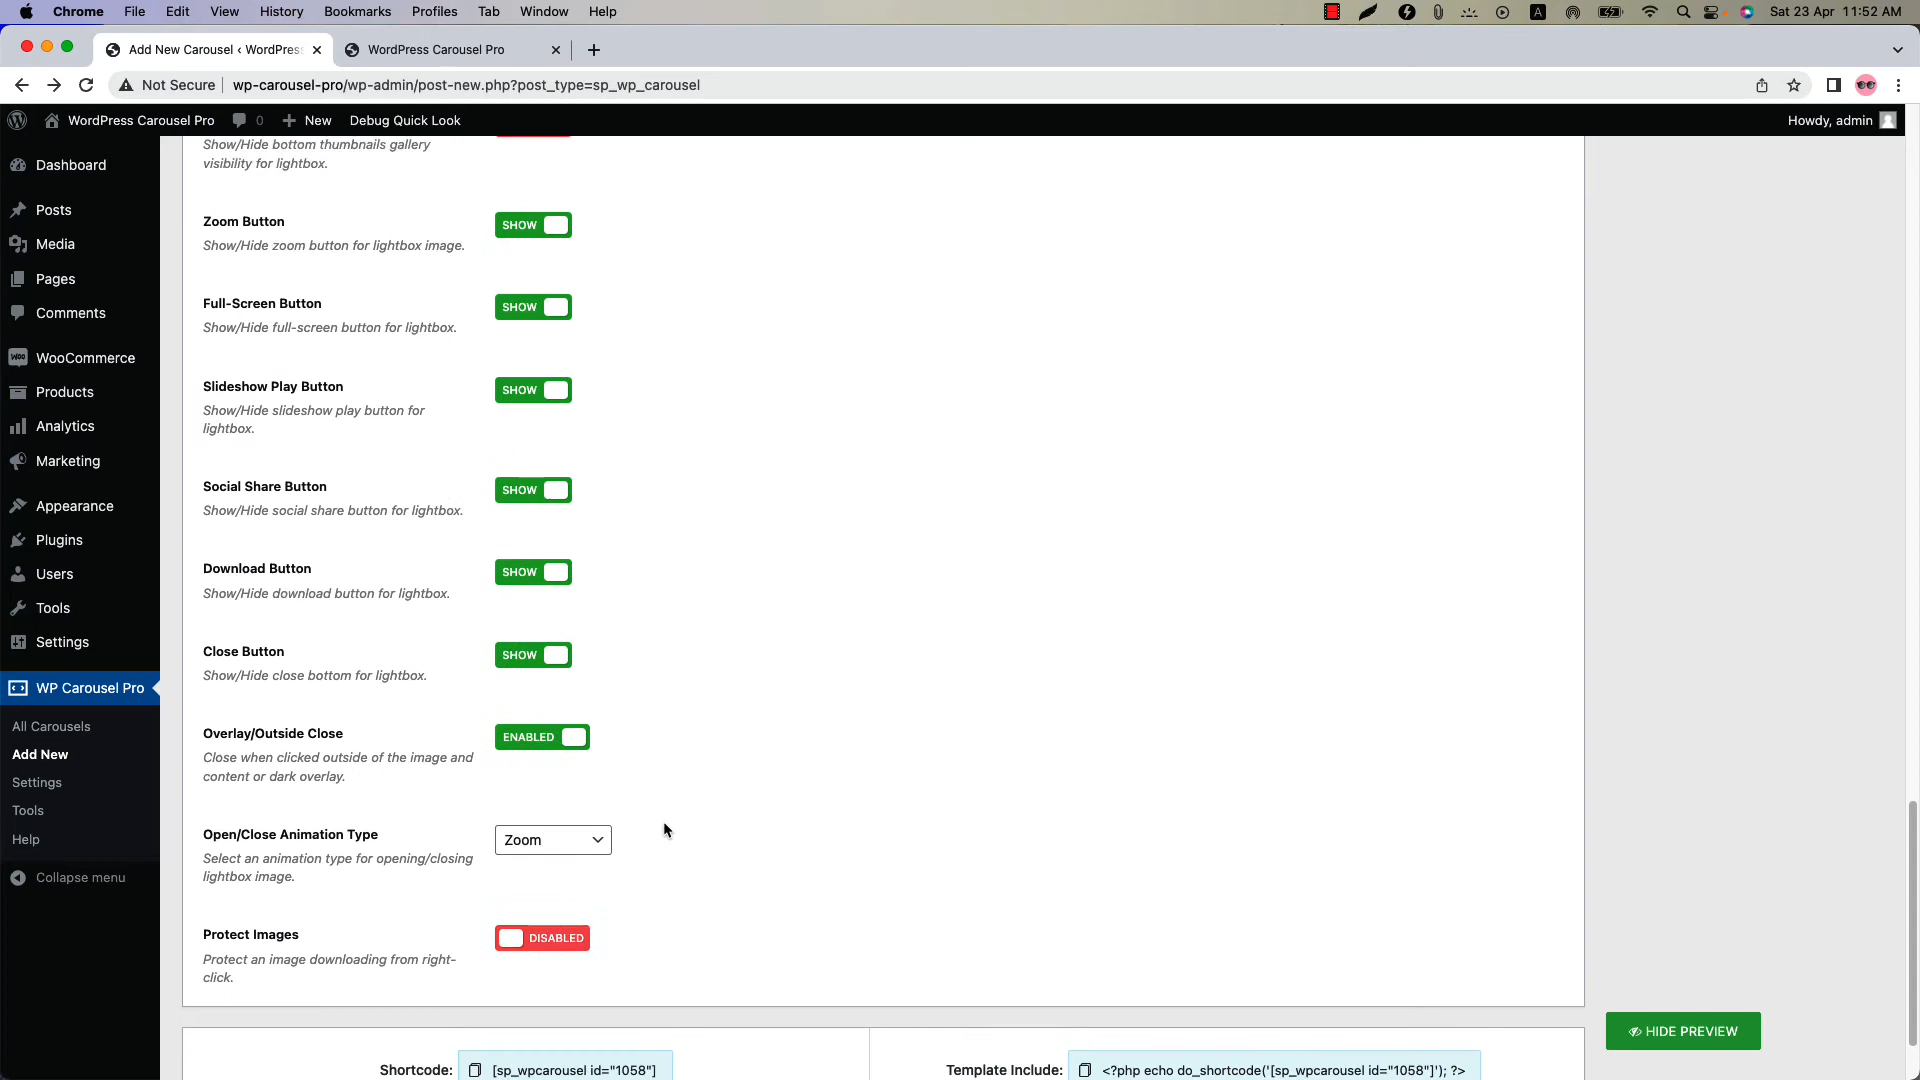 Chrome File Edit View History Bookmarks Profiles Tab Window Help
A
Sat 23 Apr 11:52 AM
Add New Carousel ‹ WordPress
WordPress Carousel Pro
Not Secure
wp-carousel-pro/wp-admin/post-new.php?post_type=sp_wp_carousel
WordPress Carousel Pro 0 New Debug Quick Look
Howdy, admin
Dashboard
Posts
Media
Pages
Comments
WooCommerce
Products
Analytics
Marketing
Appearance
Plugins
Users
Tools
Settings
WP Carousel Pro
All Carousels
Add New
Settings
Tools
Help
Collapse menu
Show/Hide bottom thumbnails gallery
visibility for lightbox.
Zoom Button
SHOW
Show/Hide zoom button for lightbox image.
Full-Screen Button
SHOW
Show/Hide full-screen button for lightbox.
Slideshow Play Button
SHOW
Show/Hide slideshow play button for
lightbox.
Social Share Button
SHOW
Show/Hide social share button for lightbox.
Download Button
SHOW
Show/Hide download button for lightbox.
Close Button
SHOW
Show/Hide close bottom for lightbox.
Overlay/Outside Close
ENABLED
Close when clicked outside of the image and
content or dark overlay.
Open/Close Animation Type
Zoom
Select an animation type for opening/closing
lightbox image.
Protect Images
DISABLED
Protect an image downloading from right-
click.
HIDE PREVIEW
Shortcode: [sp_wpcarousel id="1058"]
Template Include: <?php echo do_shortcode('[sp_wpcarousel id="1058"]'); ?>